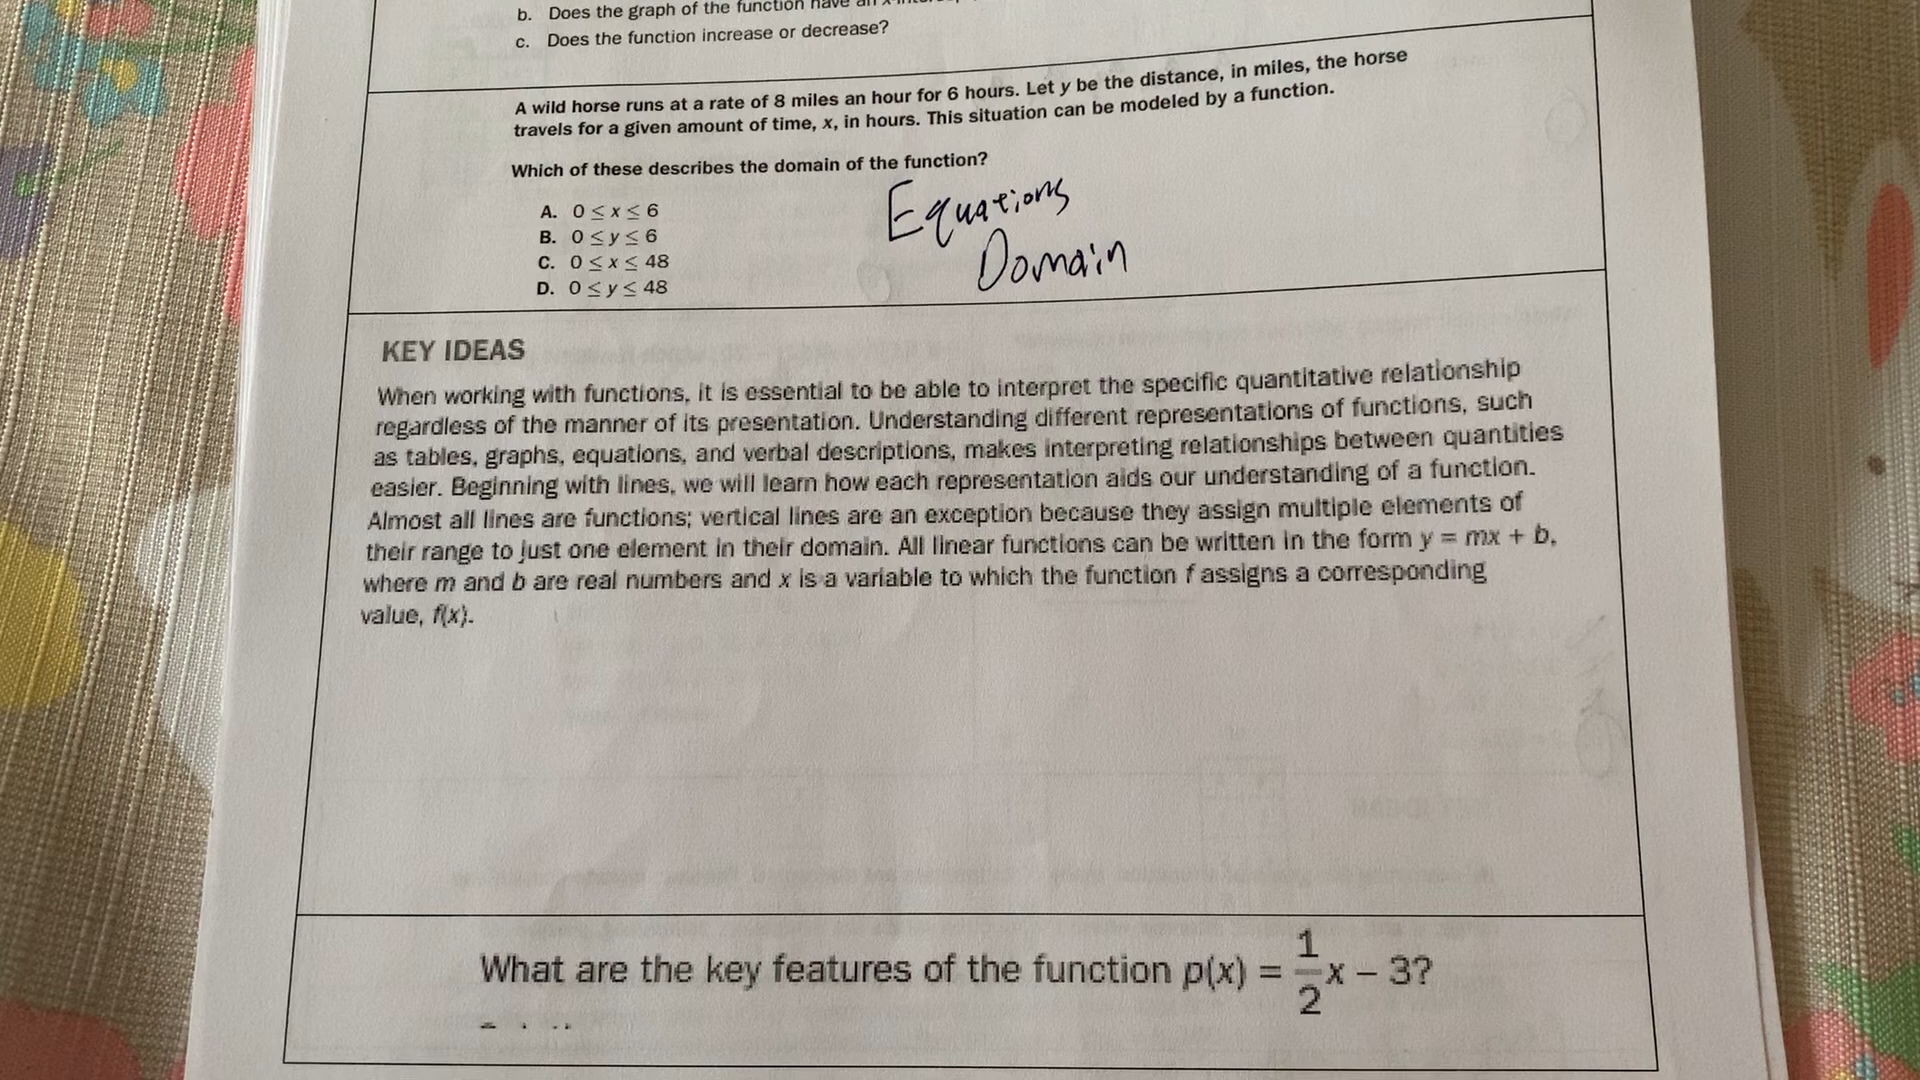 b. Does the graph of the function have an
c. Does the function increase or decrease?
A wild horse runs at a rate of 8 miles an hour for 6 hours. Let y be the distance, in miles, the horse
travels for a given amount of time, x, in hours. This situation can be modeled by a function.
Which of these describes the domain of the function?
A. 0 ≤ x ≤ 6
B. 0 ≤ y ≤ 6
C. 0 ≤ x ≤ 48
D. 0 ≤ y ≤ 48
Equations
Domain
KEY IDEAS
When working with functions, it is essential to be able to interpret the specific quantitative relationship
regardless of the manner of its presentation. Understanding different representations of functions, such
as tables, graphs, equations, and verbal descriptions, makes interpreting relationships between quantities
easier. Beginning with lines, we will learn how each representation aids our understanding of a function.
Almost all lines are functions; vertical lines are an exception because they assign multiple elements of
their range to just one element in their domain. All linear functions can be written in the form y = mx + b,
where m and b are real numbers and x is a variable to which the function f assigns a corresponding
value, f(x).
What are the key features of the function p(x) = 1/2 x – 3?